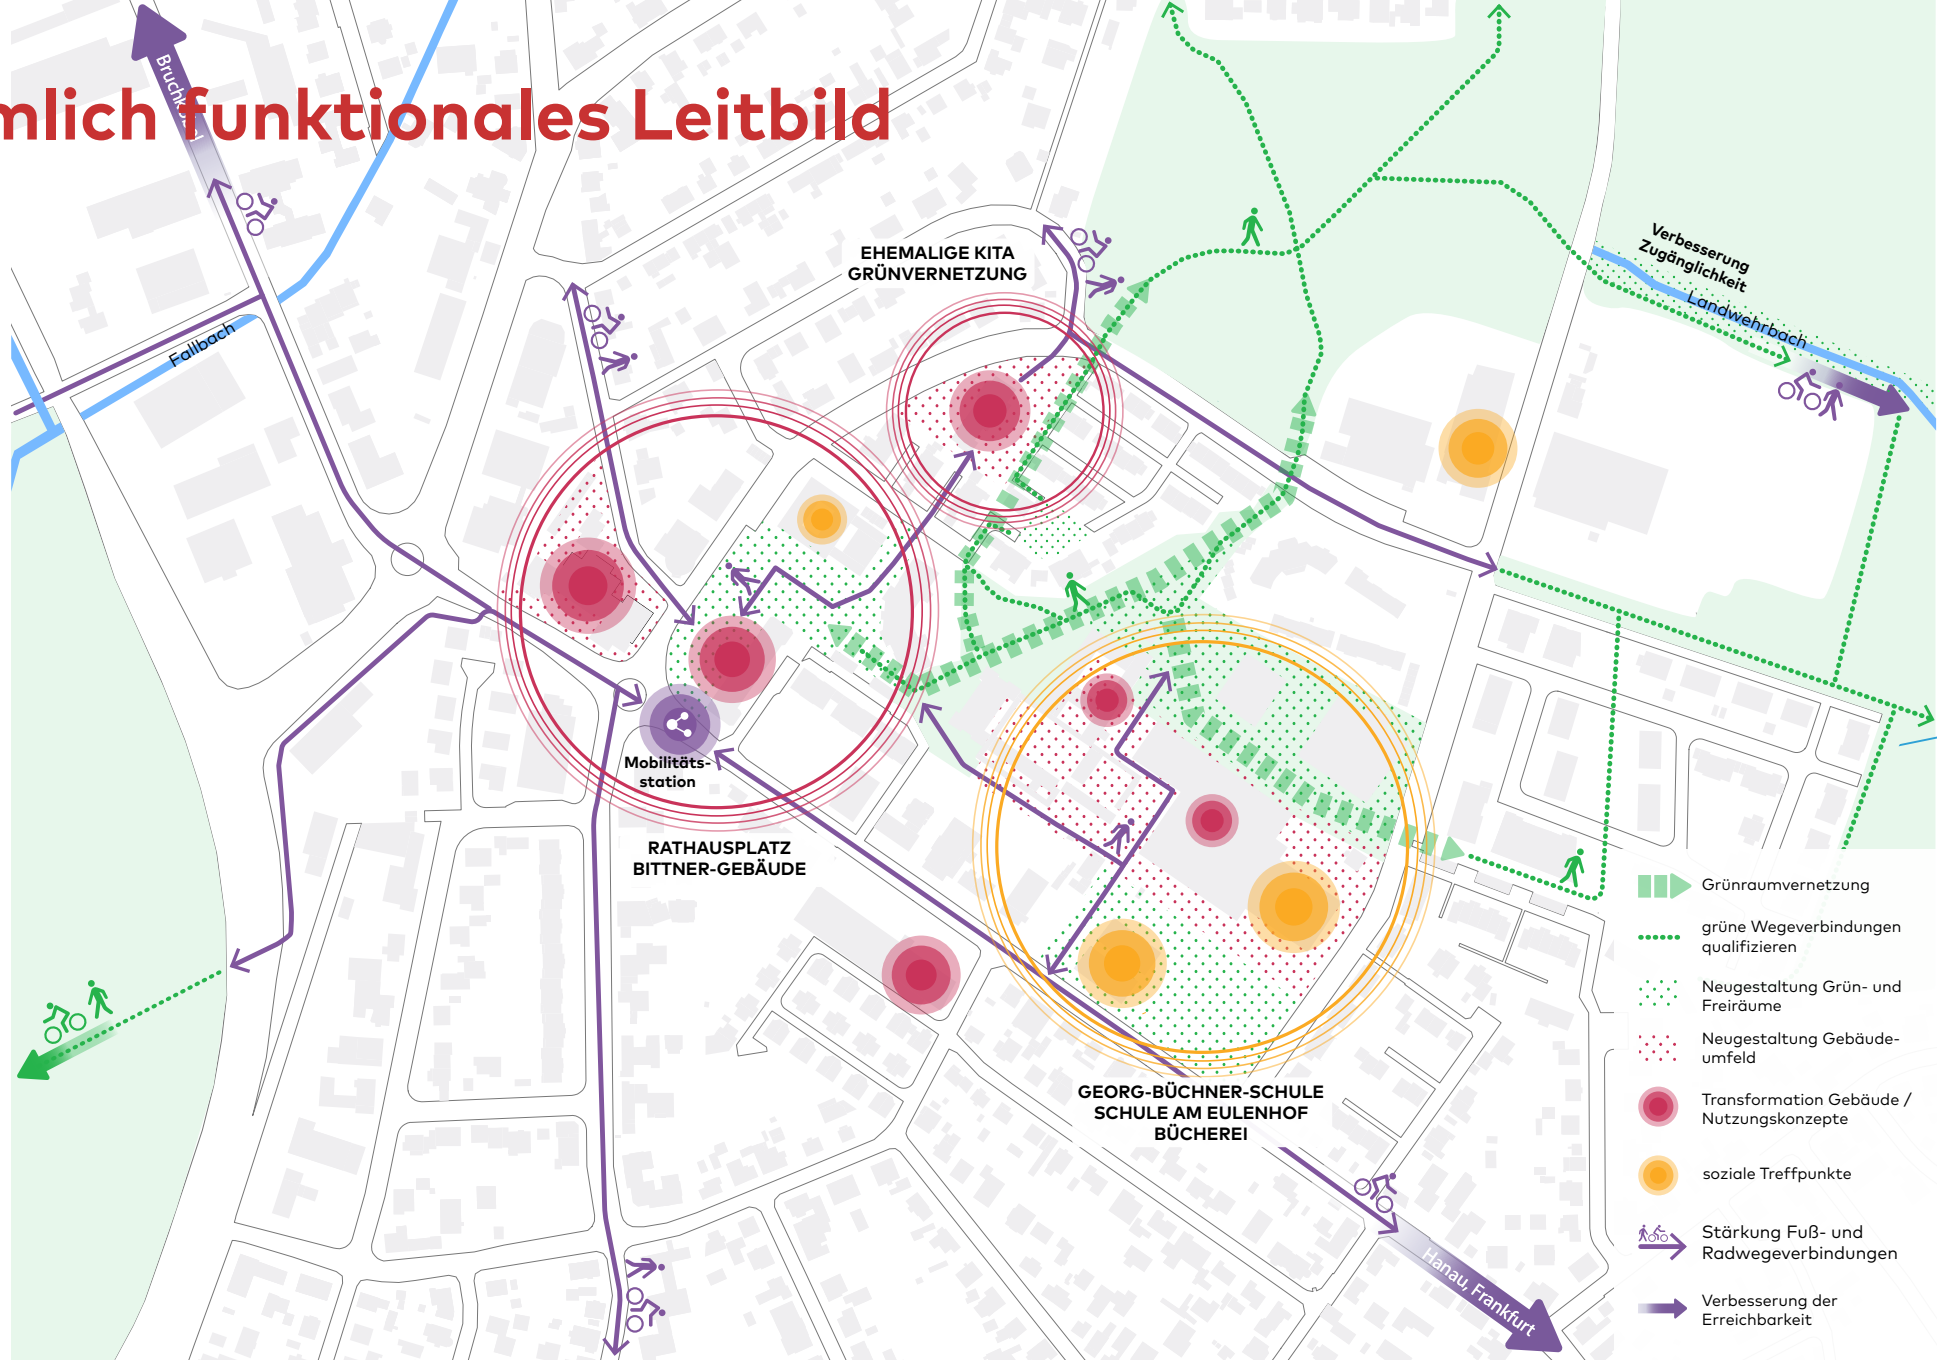 mlich funktionales Leitbild
Bruchköbel
EHEMALIGE KITA
GRÜNVERNETZUNG
Verbesserung
Zugänglichkeit
Landwehrbach
Fallbach
Mobilitäts-
station
RATHAUSPLATZ
BITTNER-GEBÄUDE
GEORG-BÜCHNER-SCHULE
SCHULE AM EULENHOF
BÜCHEREI
Hanau, Frankfurt
Grünraumvernetzung
grüne Wegeverbindungen
qualifizieren
Neugestaltung Grün- und
Freiräume
Neugestaltung Gebäude-
umfeld
Transformation Gebäude /
Nutzungskonzepte
soziale Treffpunkte
Stärkung Fuß- und
Radwegeverbindungen
Verbesserung der
Erreichbarkeit